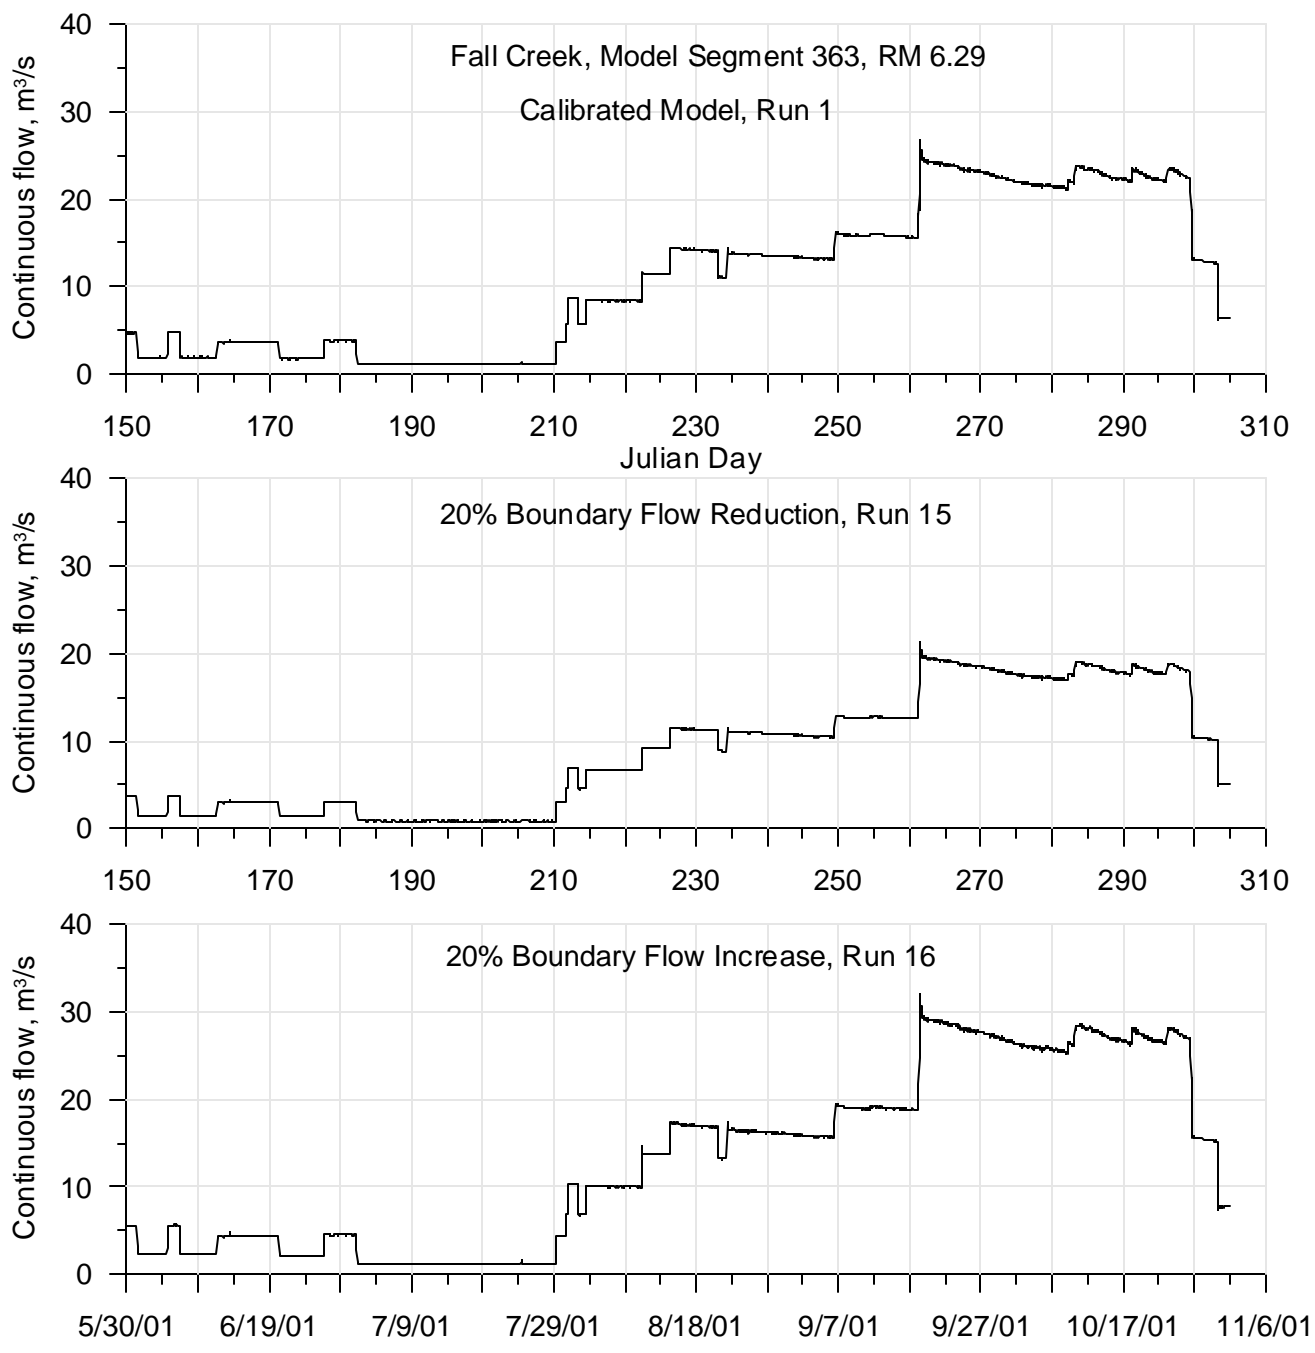 Fall Creek, Model Segment 363, RM 6.29
Calibrated Model, Run 1
Continuous flow, m³/s
40
30
20
10
0
150 170 190 210 230 250 270 290 310
Julian Day
20% Boundary Flow Reduction, Run 15
Continuous flow, m³/s
40
30
20
10
0
150 170 190 210 230 250 270 290 310
20% Boundary Flow Increase, Run 16
Continuous flow, m³/s
40
30
20
10
0
5/30/01 6/19/01 7/9/01 7/29/01 8/18/01 9/7/01 9/27/01 10/17/01 11/6/01